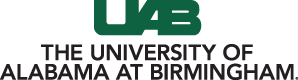 UAB
THE UNIVERSITY OF
ALABAMA AT BIRMINGHAM.